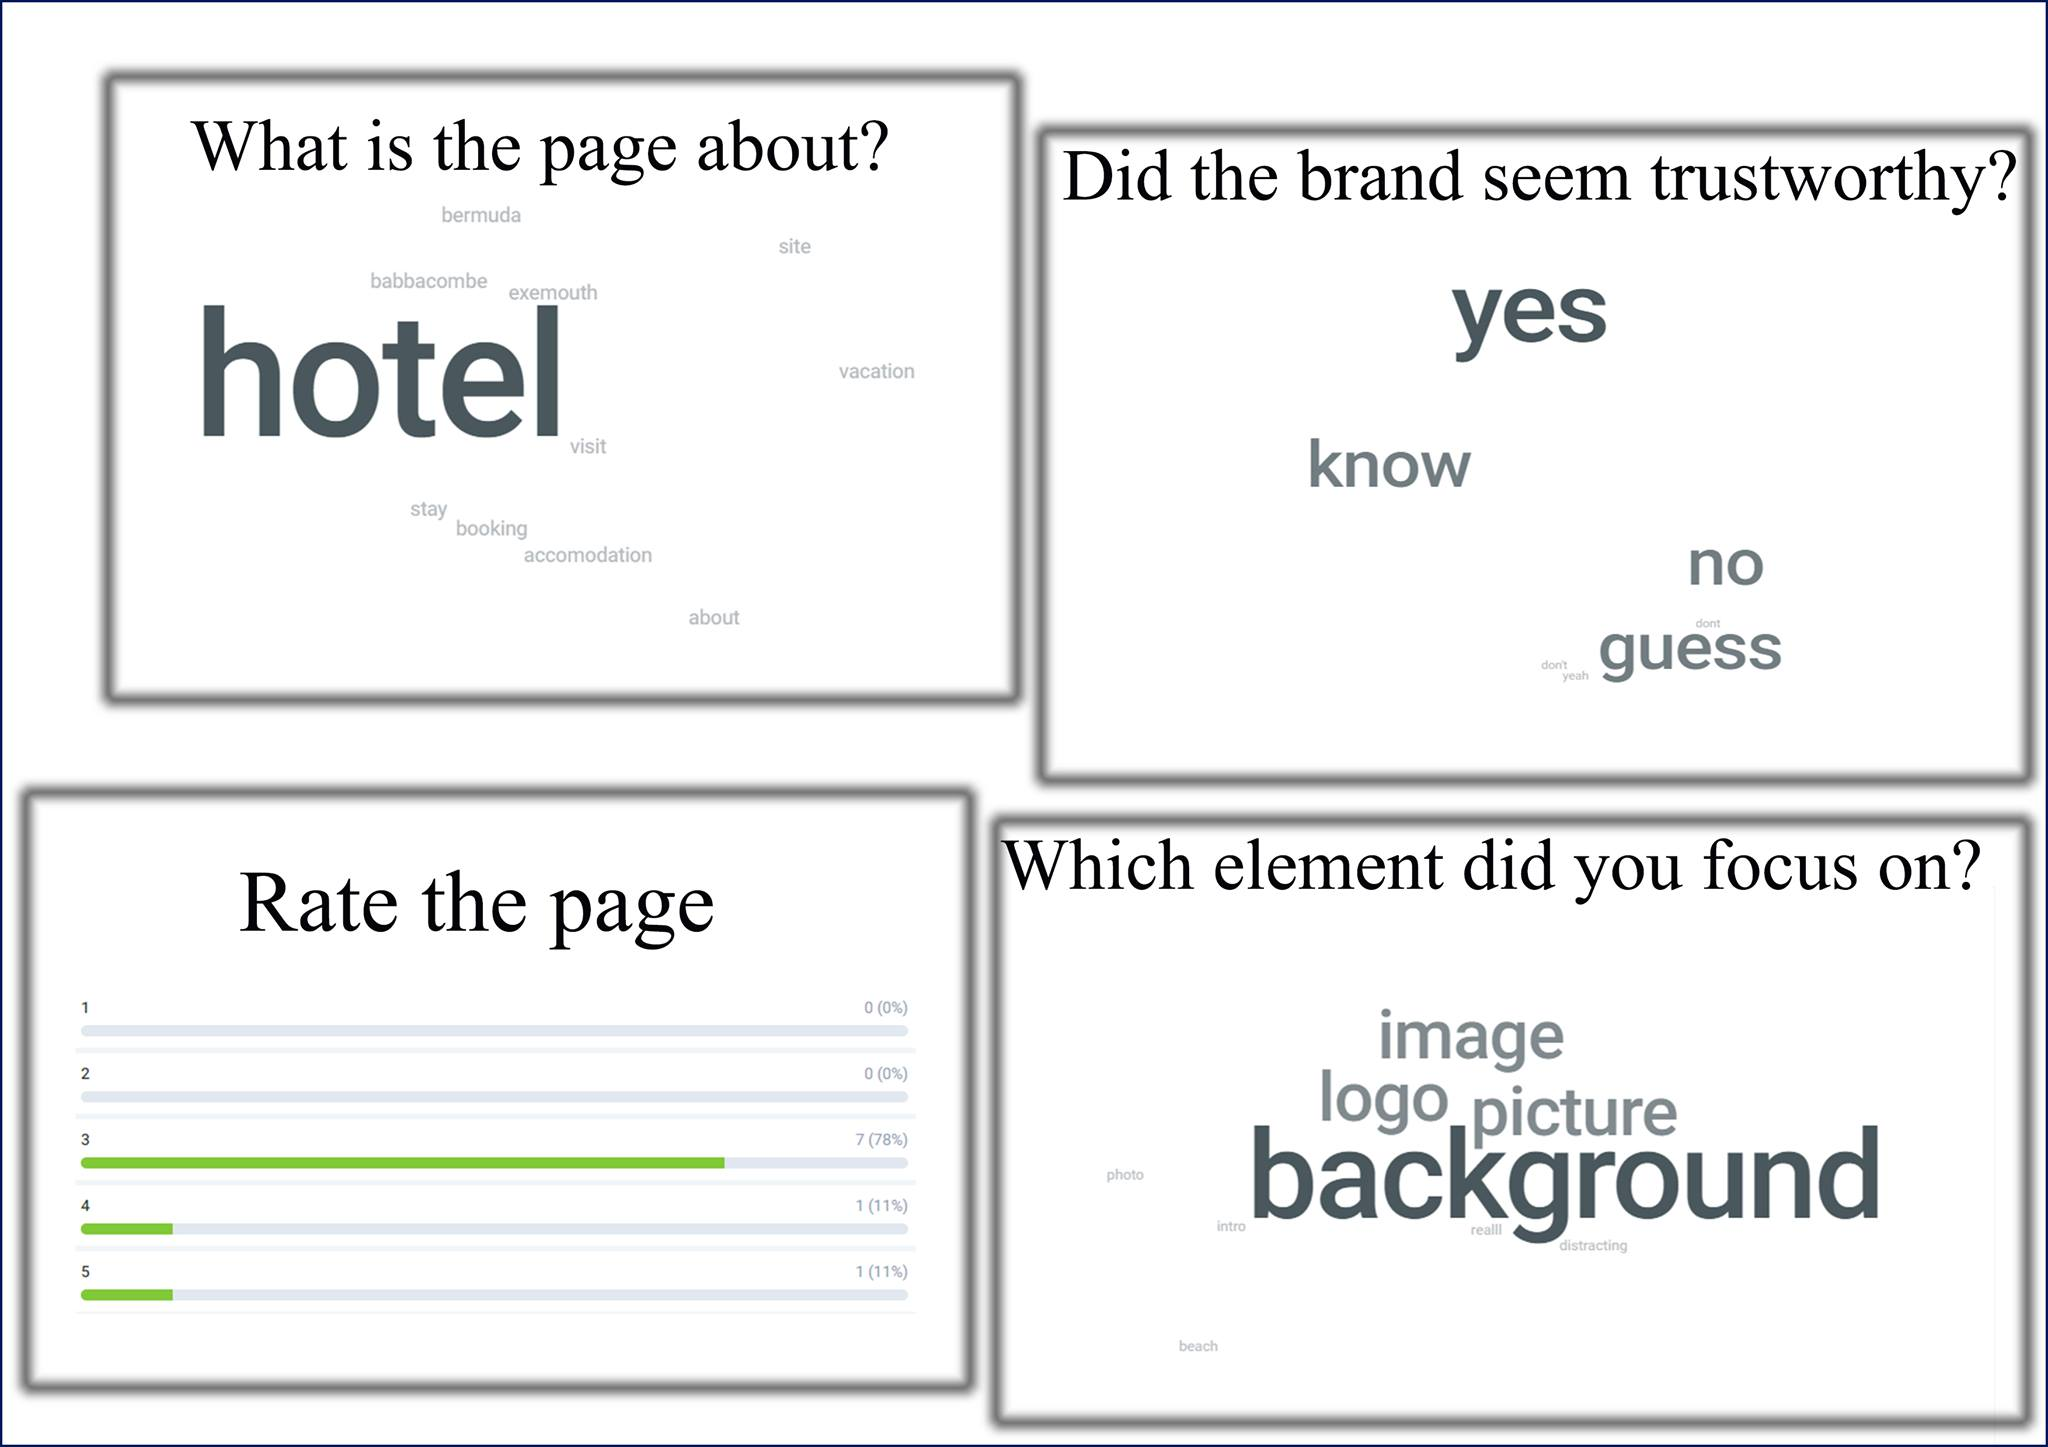 What is the page about?
bermuda
site
babbacombe
exemouth
hotel
vacation
visit
stay
booking
accomodation
about
Did the brand seem trustworthy?
yes
know
no
dont
guess
don't
yeah
Rate the page
1 0 (0%)
2 0 (0%)
3 7 (78%)
4 1 (11%)
5 1 (11%)
Which element did you focus on?
image
logo
picture
background
photo
intro
realll
distracting
beach